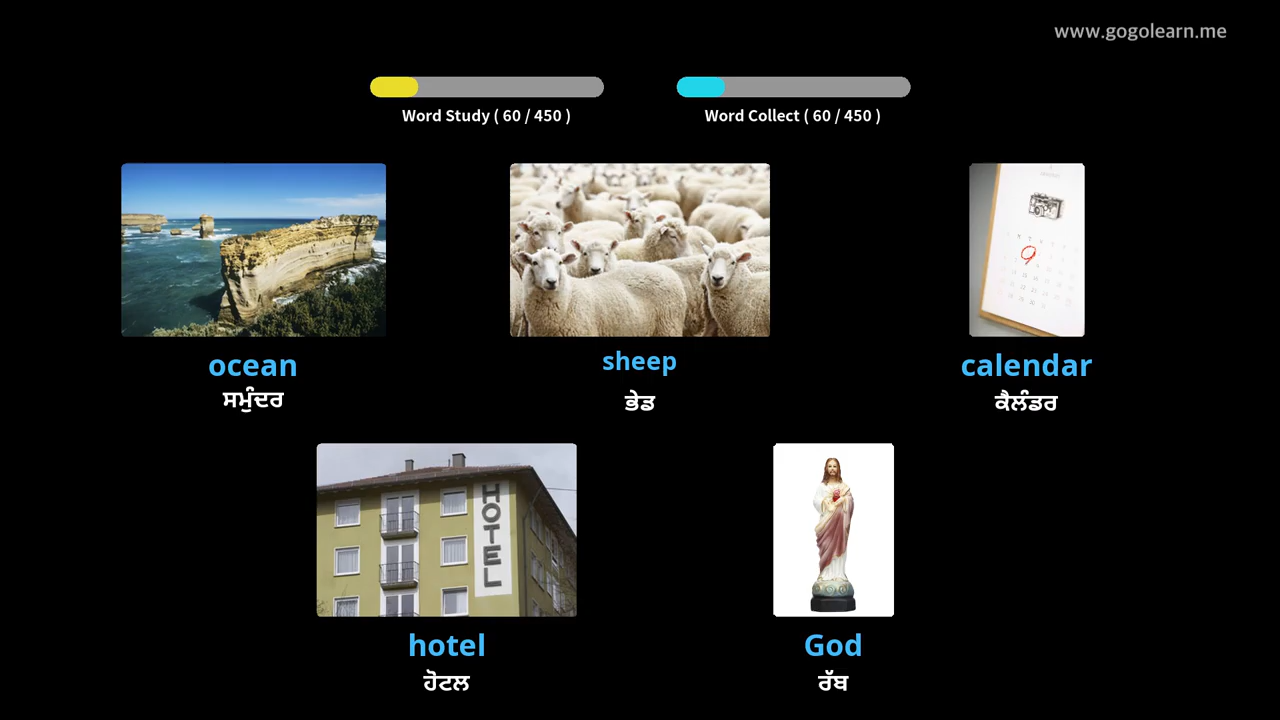 www.gogolearn.me
Word Study ( 60 / 450 )
Word Collect ( 60 / 450 )
ocean
ਸਮੁੰਦਰ
sheep
ਭੇਡ
calendar
ਕੈਲੰਡਰ
HOTEL
hotel
ਹੋਟਲ
God
ਰੱਬ